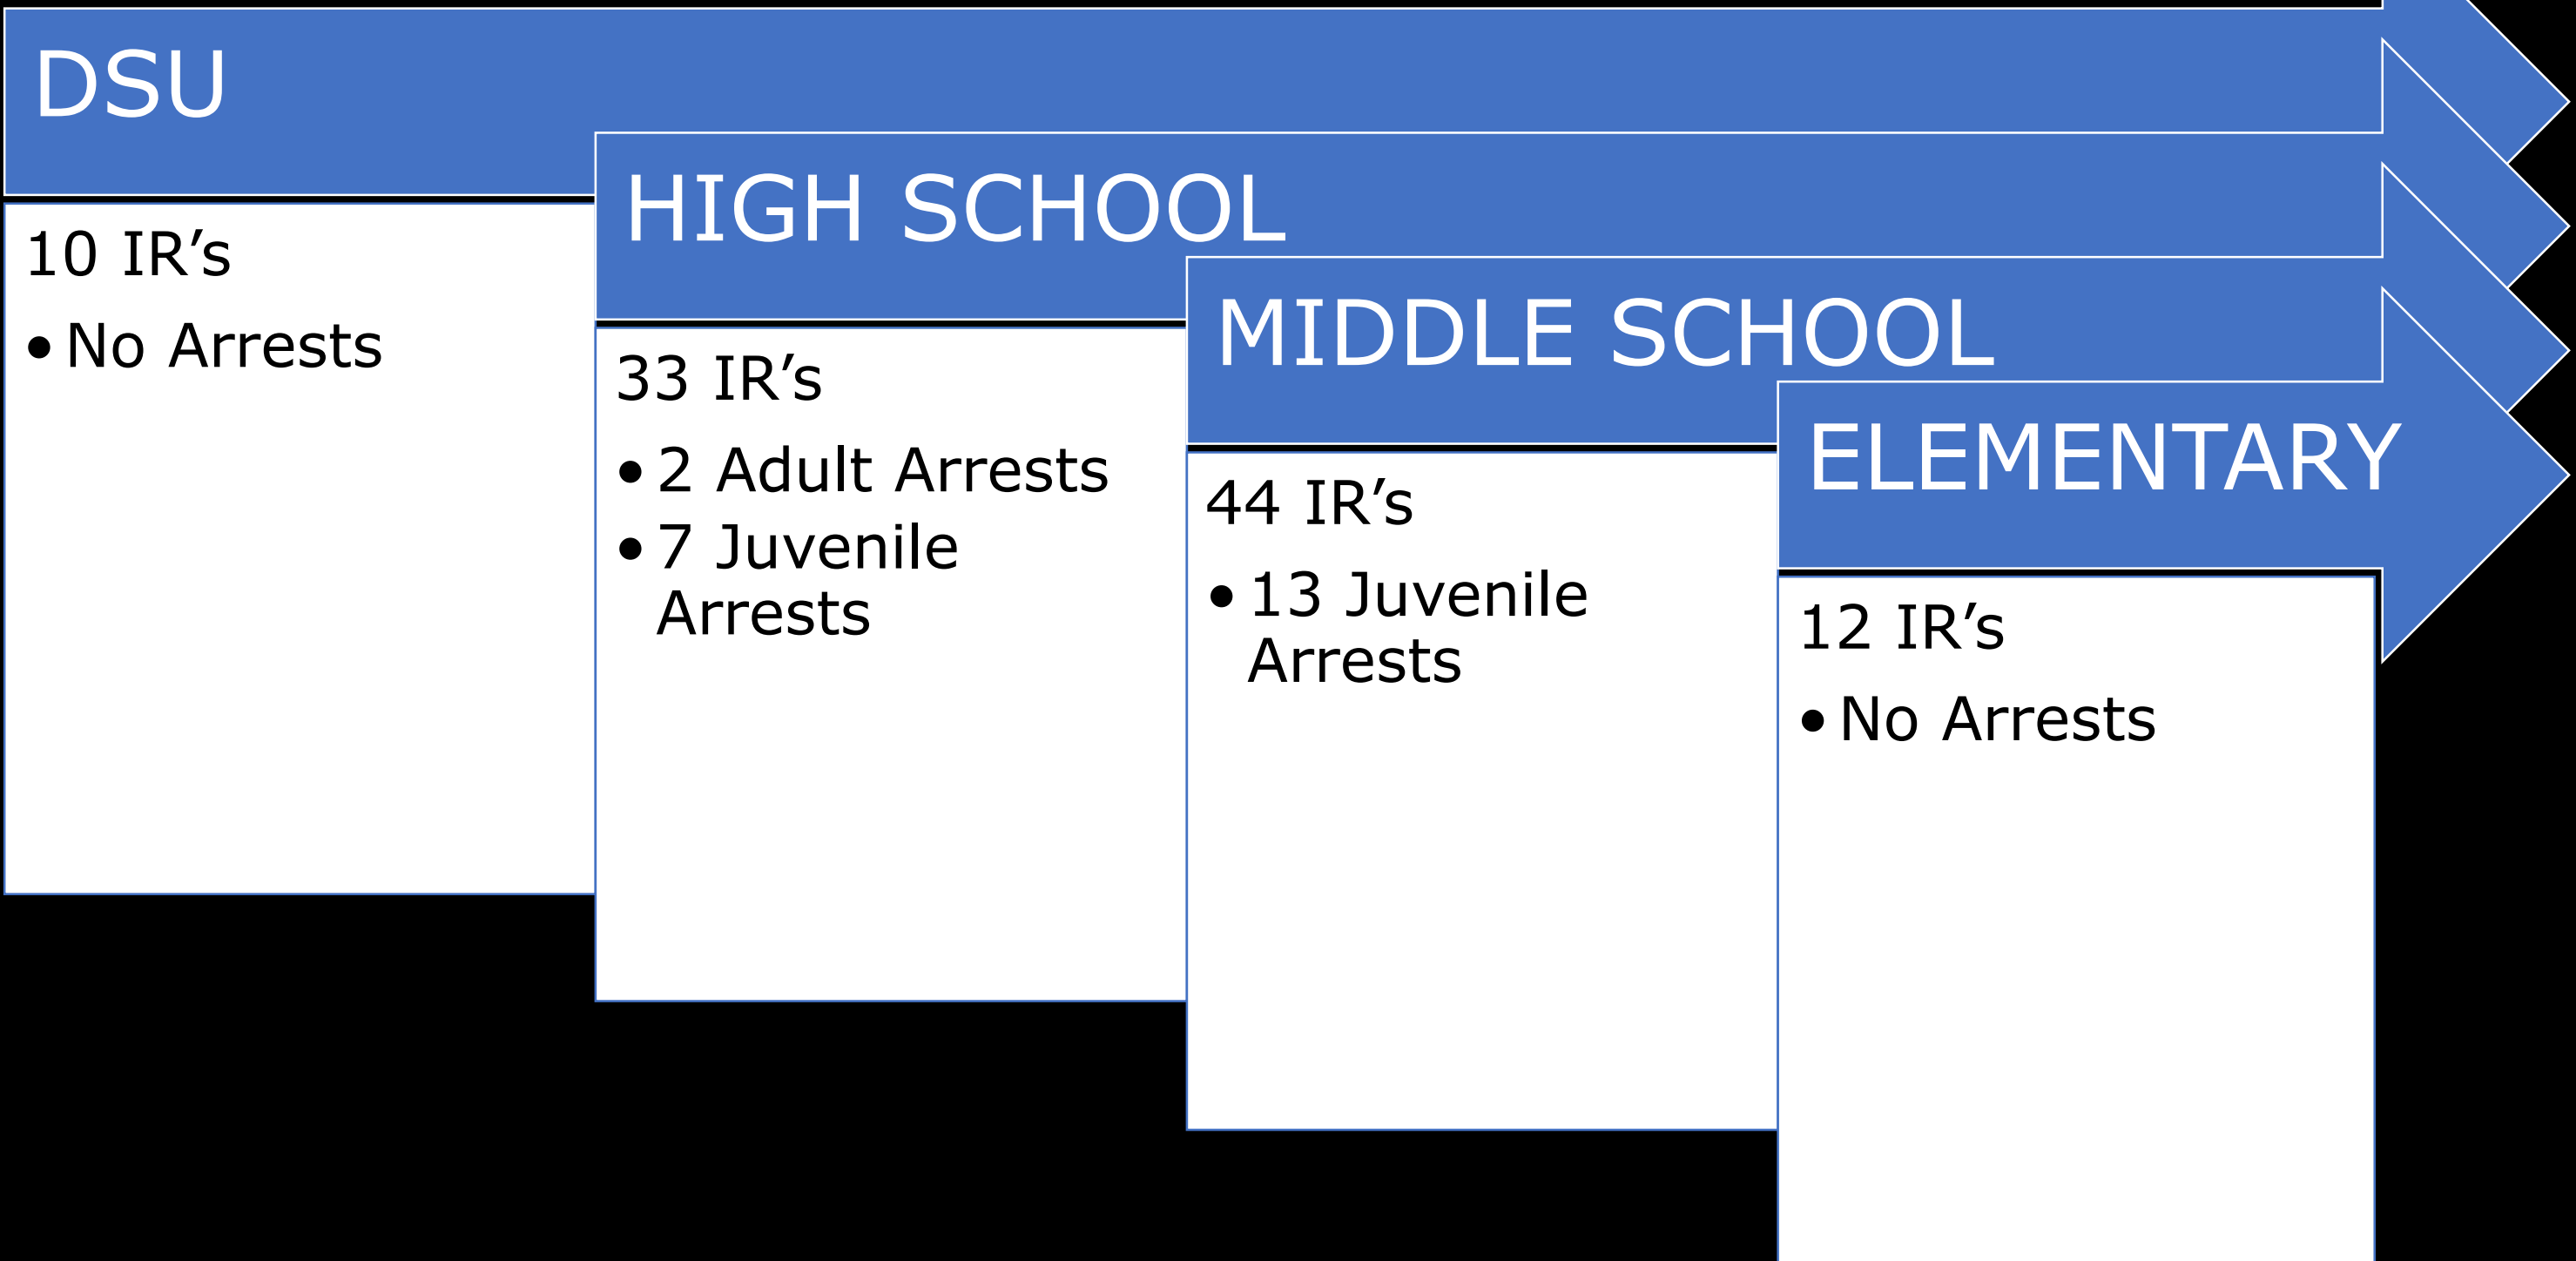 DSU
10 IR’s
• No Arrests
HIGH SCHOOL
33 IR’s
• 2 Adult Arrests
• 7 Juvenile
Arrests
MIDDLE SCHOOL
44 IR’s
• 13 Juvenile
Arrests
ELEMENTARY
12 IR’s
• No Arrests